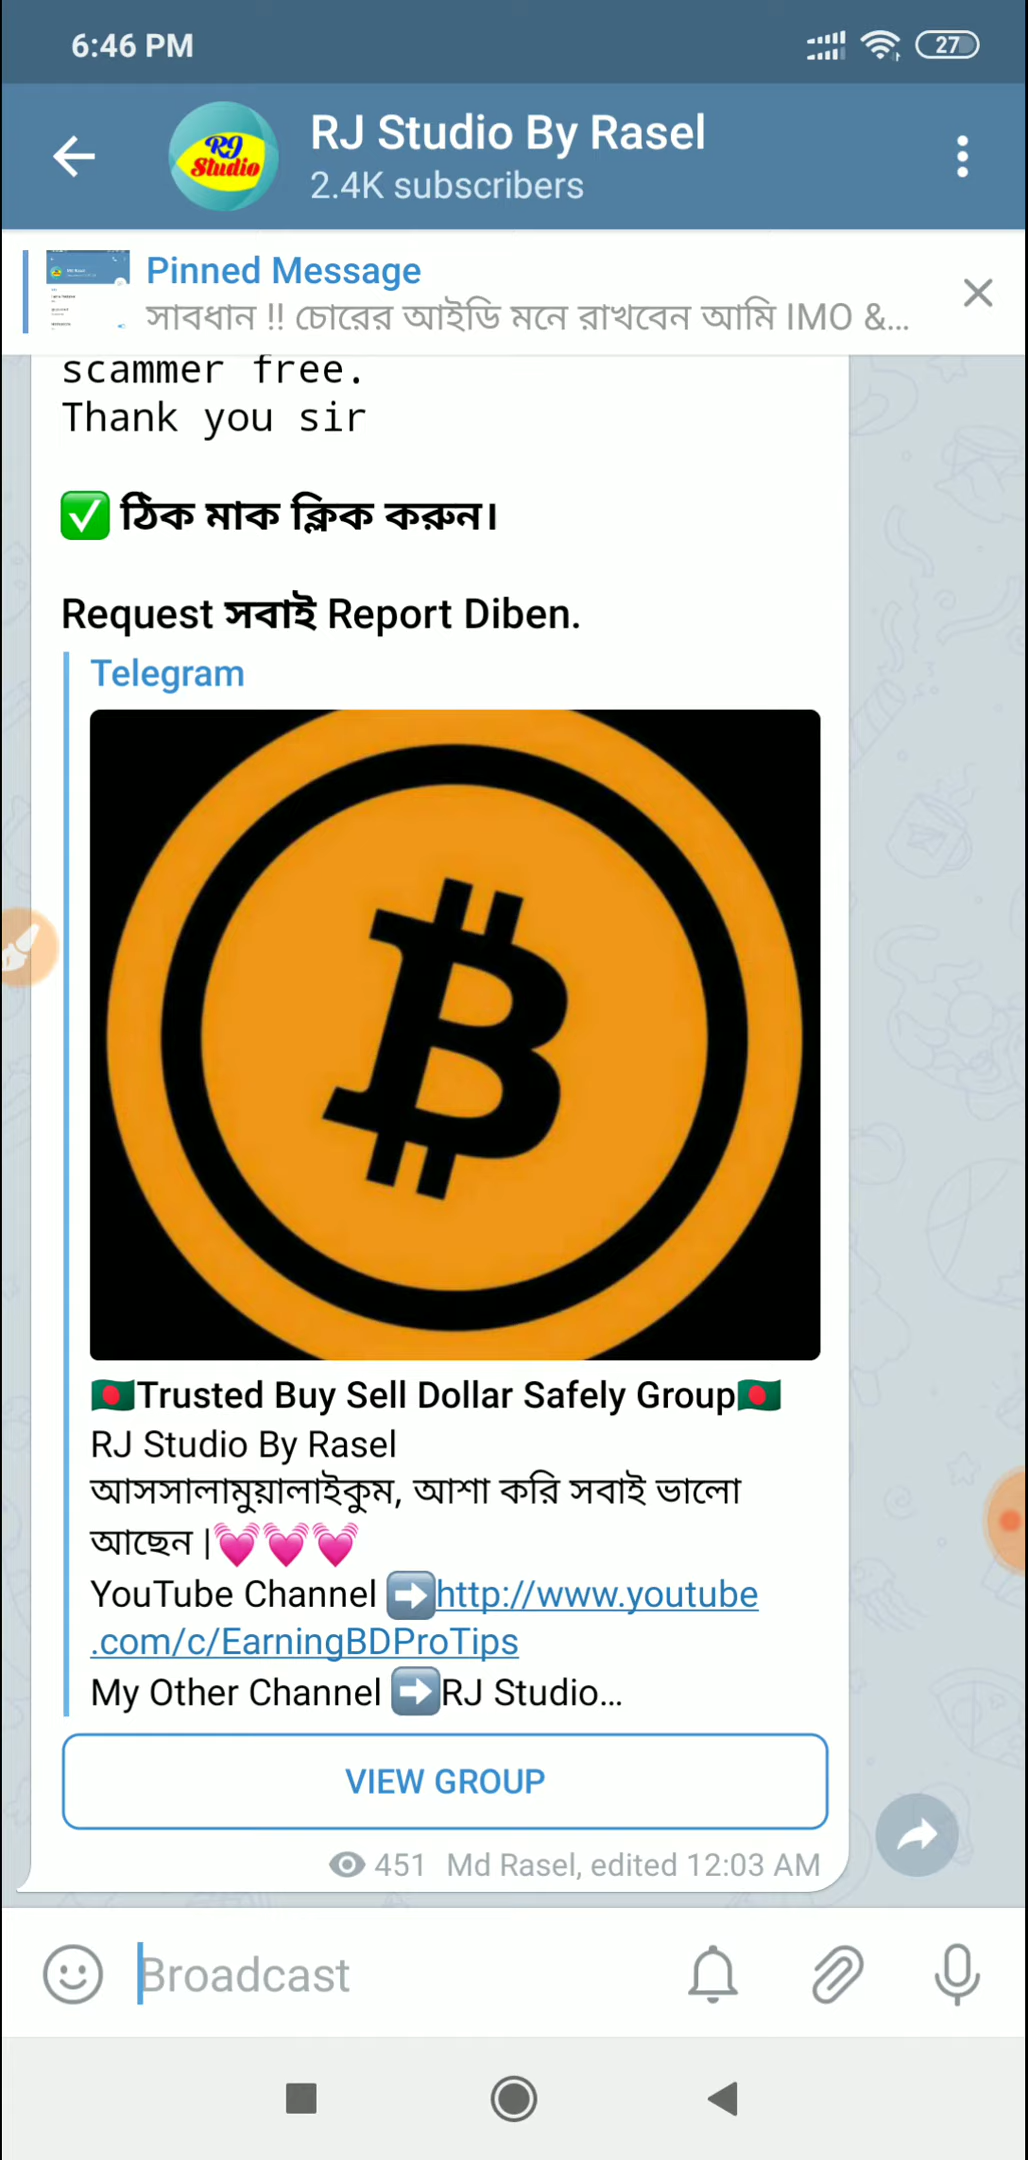 6:46 PM
27
RJ Studio
RJ Studio By Rasel
2.4K subscribers
Pinned Message
সাবধান !! চোরের আইডি মনে রাখবেন আমি IMO &...
scammer free.
Thank you sir
✅ ঠিক মাক ক্লিক করুন।
Request সবাই Report Diben.
Telegram
🇧🇩Trusted Buy Sell Dollar Safely Group🇧🇩
RJ Studio By Rasel
আসসালামুয়ালাইকুম, আশা করি সবাই ভালো
আছেন |💓💓💓
YouTube Channel ➡️http://www.youtube
.com/c/EarningBDProTips
My Other Channel ➡️RJ Studio...
VIEW GROUP
451 Md Rasel, edited 12:03 AM
Broadcast